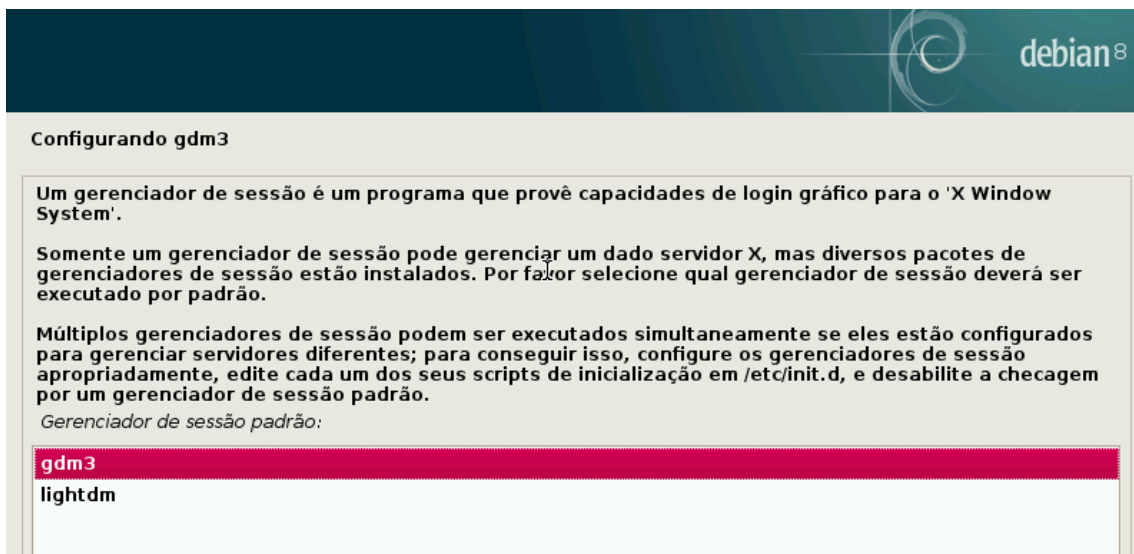 debian 8
Configurando gdm3
Um gerenciador de sessão é um programa que provê capacidades de login gráfico para o 'X Window
System'.
Somente um gerenciador de sessão pode gerenciar um dado servidor X, mas diversos pacotes de
gerenciadores de sessão estão instalados. Por favor selecione qual gerenciador de sessão deverá ser
executado por padrão.
Múltiplos gerenciadores de sessão podem ser executados simultaneamente se eles estão configurados
para gerenciar servidores diferentes; para conseguir isso, configure os gerenciadores de sessão
apropriadamente, edite cada um dos seus scripts de inicialização em /etc/init.d, e desabilite a checagem
por um gerenciador de sessão padrão.
Gerenciador de sessão padrão:
gdm3
lightdm